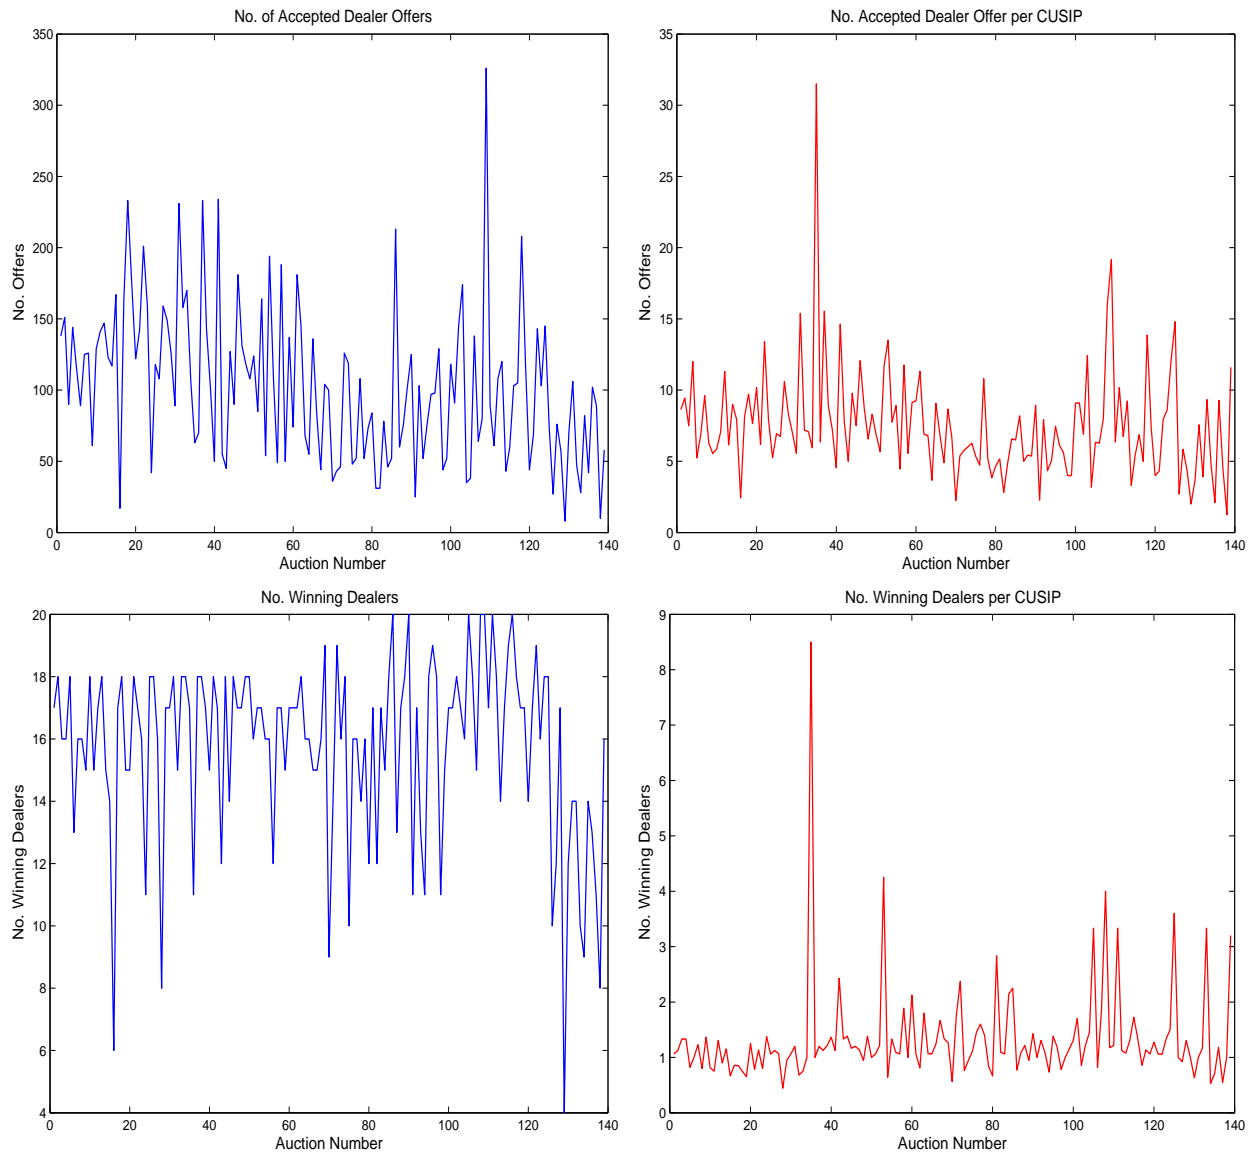 No. of Accepted Dealer Offers
No. Offers
350
300
250
200
150
100
50
0
0 20 40 60 80 100 120 140
Auction Number
No. Accepted Dealer Offer per CUSIP
No. Offers
35
30
25
20
15
10
5
0
0 20 40 60 80 100 120 140
Auction Number
No. Winning Dealers
No. Winning Dealers
20
18
16
14
12
10
8
6
4
0 20 40 60 80 100 120 140
Auction Number
No. Winning Dealers per CUSIP
No. Winning Dealers
9
8
7
6
5
4
3
2
1
0
0 20 40 60 80 100 120 140
Auction Number